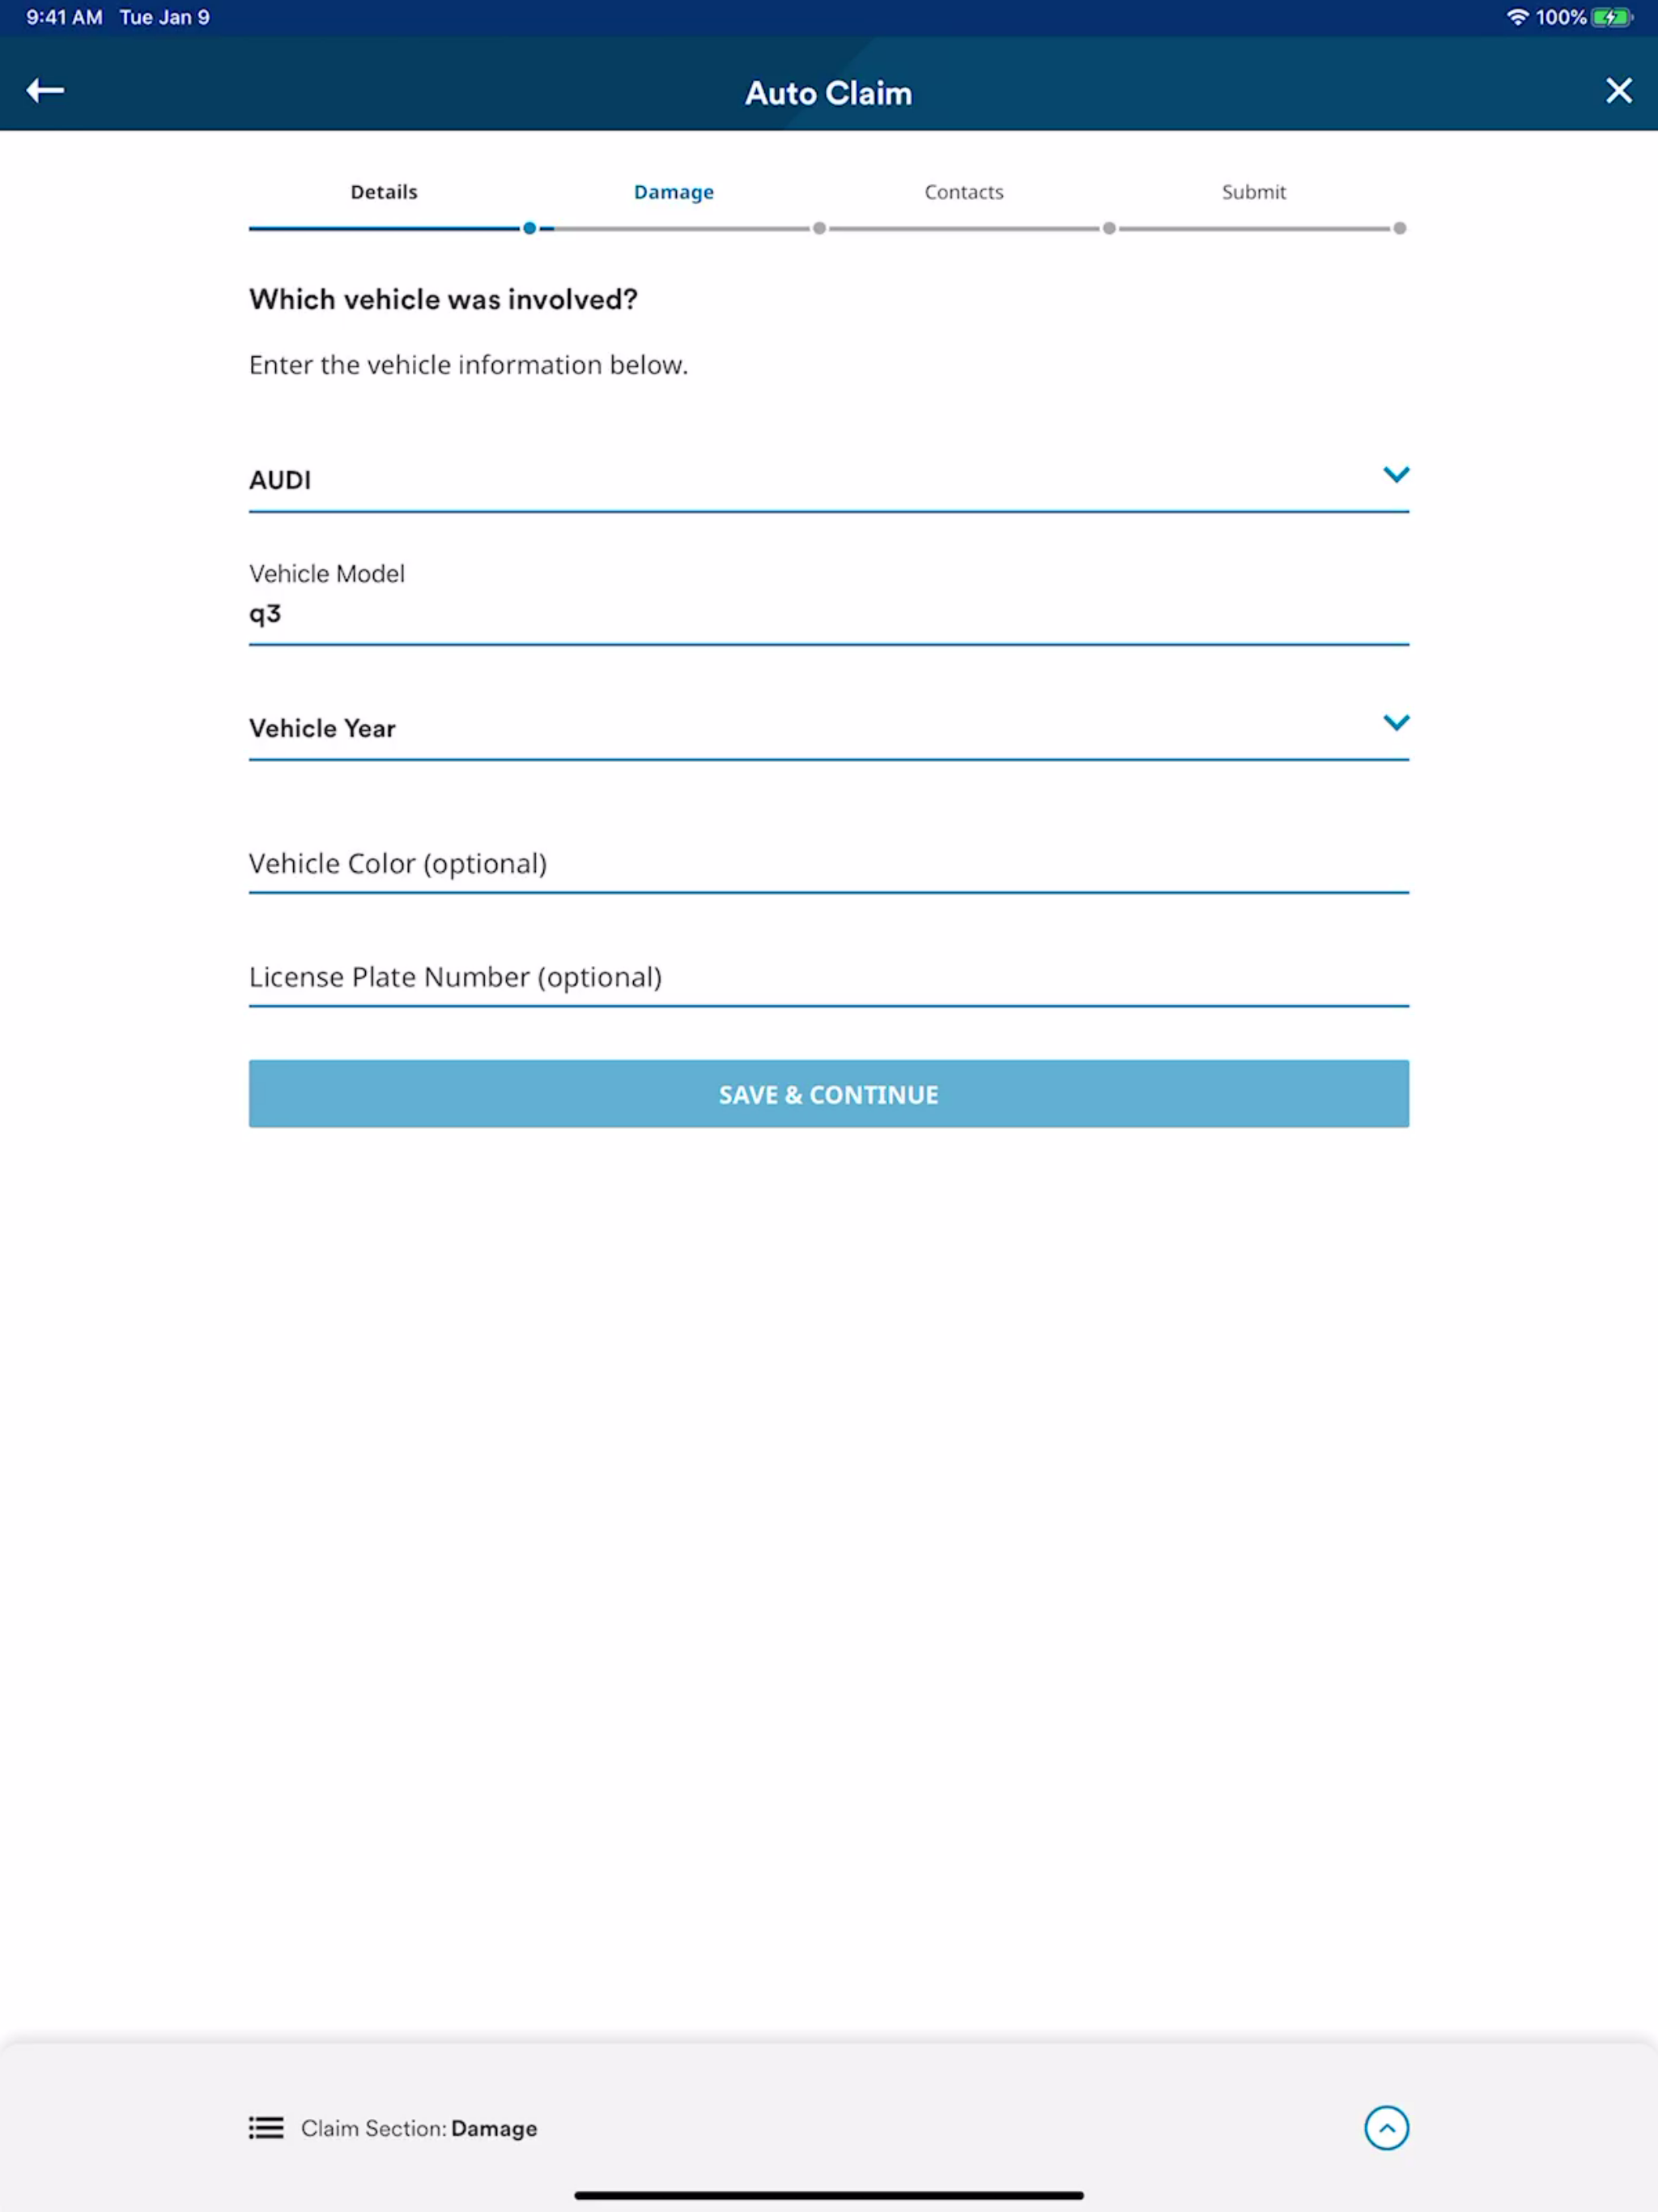 9:41 AM Tue Jan 9
100%
Auto Claim
Details
Damage
Contacts
Submit
Which vehicle was involved?
Enter the vehicle information below.
AUDI
Vehicle Model
q3
Vehicle Year
Vehicle Color (optional)
License Plate Number (optional)
SAVE & CONTINUE
Claim Section: Damage